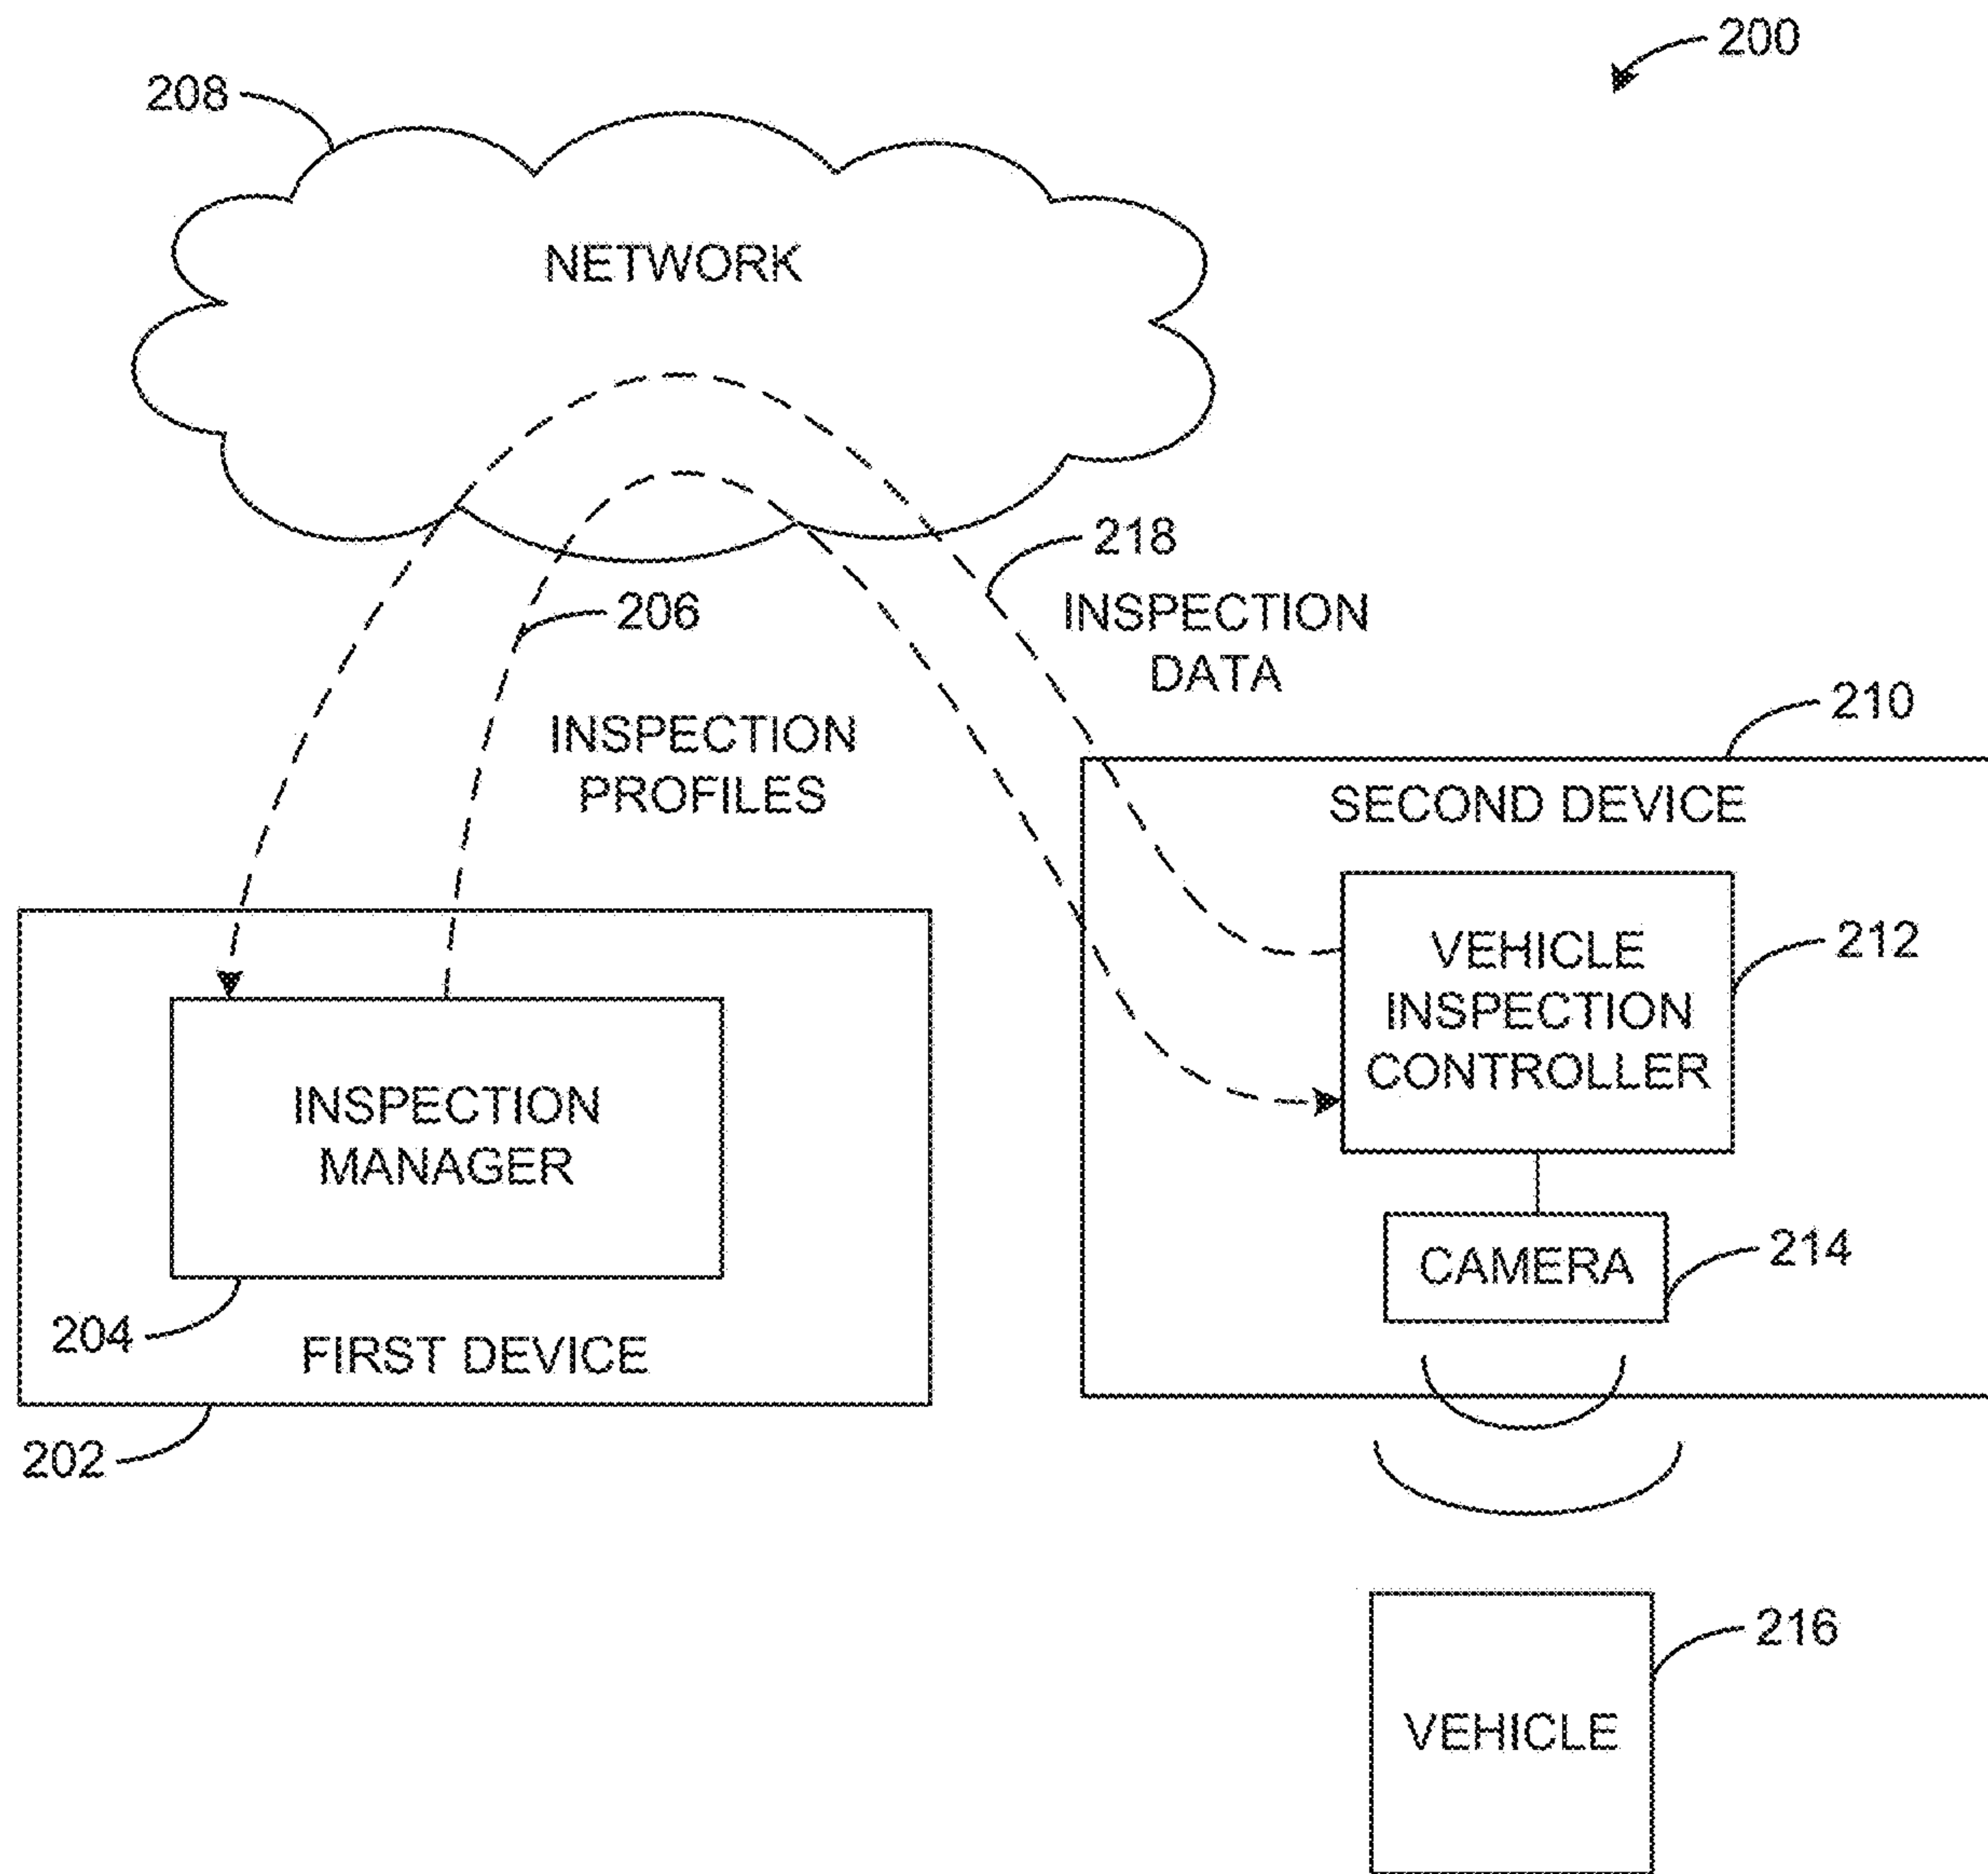 200
208
NETWORK
218
INSPECTION
DATA
206
INSPECTION
PROFILES
210
SECOND DEVICE
VEHICLE
INSPECTION
CONTROLLER
212
INSPECTION
MANAGER
CAMERA
214
204
FIRST DEVICE
202
216
VEHICLE